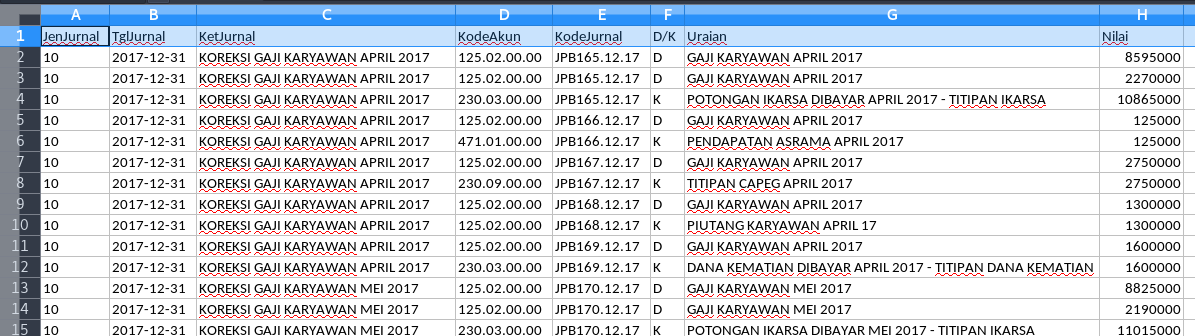 A B C D E F G H
1 JenJurnal TglJurnal KetJurnal KodeAkun KodeJurnal D/K Uraian Nilai
2 10 2017-12-31 KOREKSI GAJI KARYAWAN APRIL 2017 125.02.00.00 JPB165.12.17 D GAJI KARYAWAN APRIL 2017 8595000
3 10 2017-12-31 KOREKSI GAJI KARYAWAN APRIL 2017 125.02.00.00 JPB165.12.17 D GAJI KARYAWAN APRIL 2017 2270000
4 10 2017-12-31 KOREKSI GAJI KARYAWAN APRIL 2017 230.03.00.00 JPB165.12.17 K POTONGAN IKARSA DIBAYAR APRIL 2017 - TITIPAN IKARSA 10865000
5 10 2017-12-31 KOREKSI GAJI KARYAWAN APRIL 2017 125.02.00.00 JPB166.12.17 D GAJI KARYAWAN APRIL 2017 125000
6 10 2017-12-31 KOREKSI GAJI KARYAWAN APRIL 2017 471.01.00.00 JPB166.12.17 K PENDAPATAN ASRAMA APRIL 2017 125000
7 10 2017-12-31 KOREKSI GAJI KARYAWAN APRIL 2017 125.02.00.00 JPB167.12.17 D GAJI KARYAWAN APRIL 2017 2750000
8 10 2017-12-31 KOREKSI GAJI KARYAWAN APRIL 2017 230.09.00.00 JPB167.12.17 K TITIPAN CAPEG APRIL 2017 2750000
9 10 2017-12-31 KOREKSI GAJI KARYAWAN APRIL 2017 125.02.00.00 JPB168.12.17 D GAJI KARYAWAN APRIL 2017 1300000
10 10 2017-12-31 KOREKSI GAJI KARYAWAN APRIL 2017 125.02.00.00 JPB168.12.17 K PIUTANG KARYAWAN APRIL 17 1300000
11 10 2017-12-31 KOREKSI GAJI KARYAWAN APRIL 2017 125.02.00.00 JPB169.12.17 D GAJI KARYAWAN APRIL 2017 1600000
12 10 2017-12-31 KOREKSI GAJI KARYAWAN APRIL 2017 230.03.00.00 JPB169.12.17 K DANA KEMATIAN DIBAYAR APRIL 2017 - TITIPAN DANA KEMATIAN 1600000
13 10 2017-12-31 KOREKSI GAJI KARYAWAN MEI 2017 125.02.00.00 JPB170.12.17 D GAJI KARYAWAN MEI 2017 8825000
14 10 2017-12-31 KOREKSI GAJI KARYAWAN MEI 2017 125.02.00.00 JPB170.12.17 D GAJI KARYAWAN MEI 2017 2190000
15 10 2017-12-31 KOREKSI GAJI KARYAWAN MEI 2017 230.03.00.00 JPB170.12.17 K POTONGAN IKARSA DIBAYAR MEI 2017 - TITIPAN IKARSA 11015000